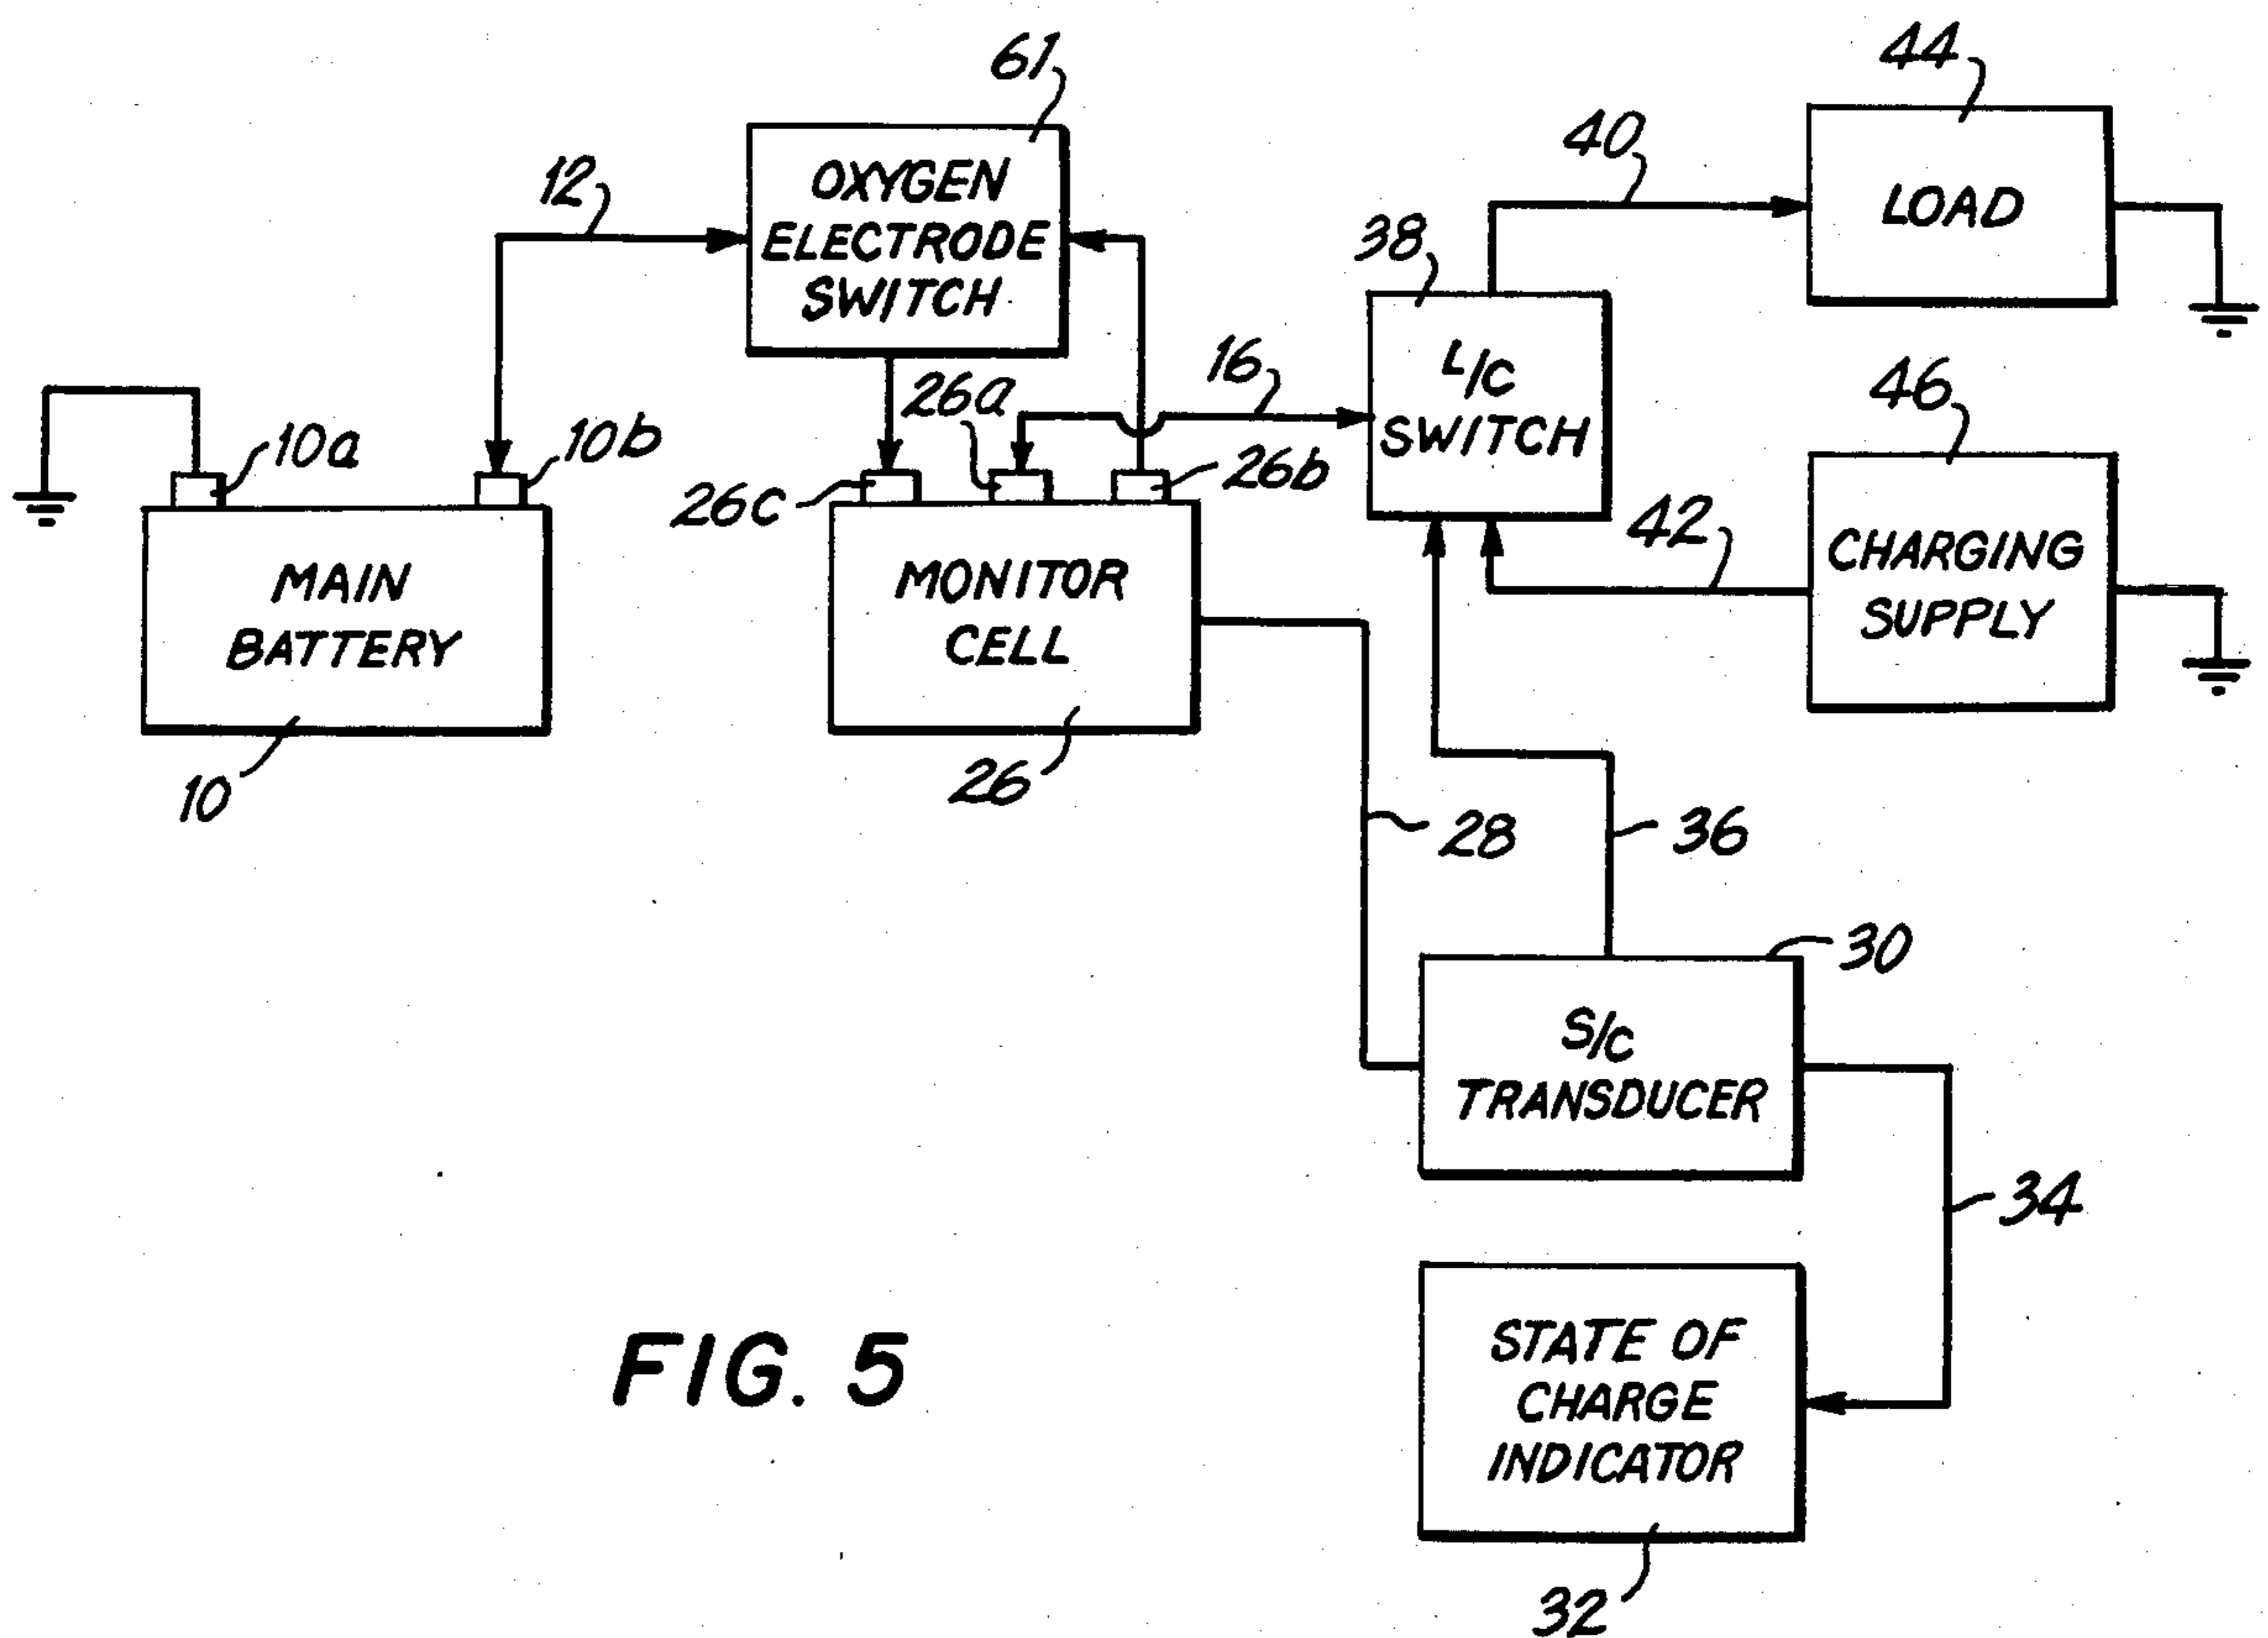 61
44
12
OXYGEN
ELECTRODE
SWITCH
40
LOAD
38
16
26a
L/C
SWITCH
46
10a
10b
26c
26b
42
CHARGING
SUPPLY
MAIN
BATTERY
MONITOR
CELL
10
26
28
36
30
S/C
TRANSDUCER
34
STATE OF
CHARGE
INDICATOR
32
FIG. 5